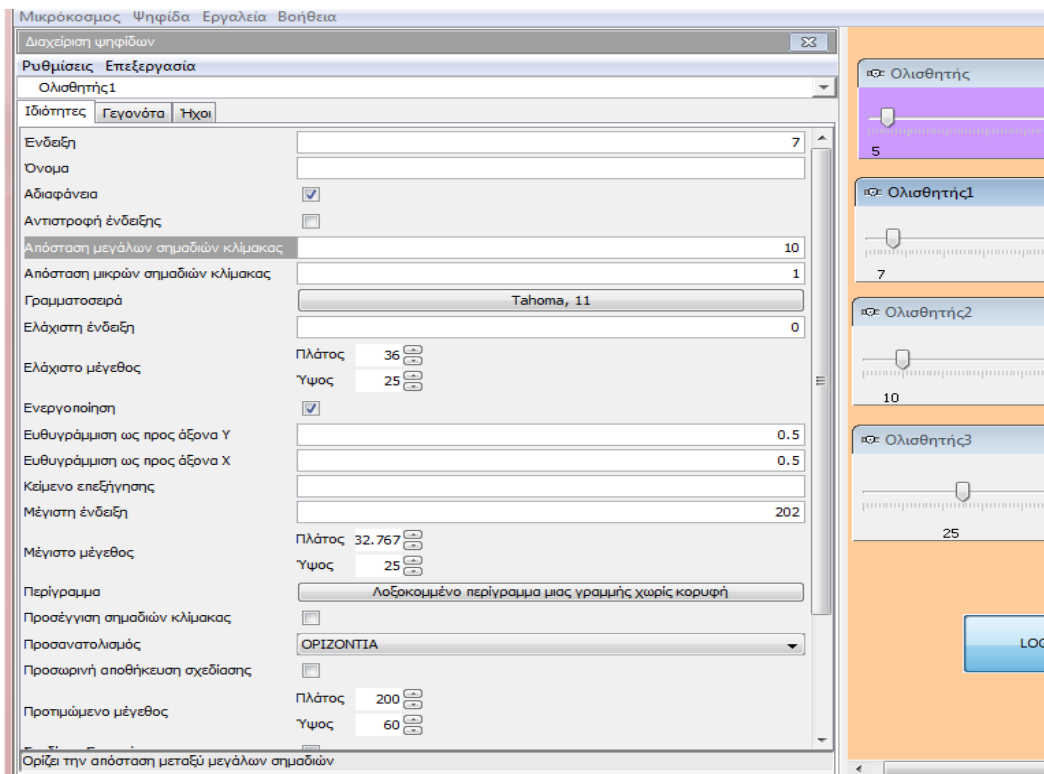 Μικρόκοσμος Ψηφίδα Εργαλεία Βοήθεια
Διαχείριση ψηφίδων
Ρυθμίσεις Επεξεργασία
Ολισθητής1
Ιδιότητες Γεγονότα Ήχοι
Ένδειξη 7
Όνομα
Αδιαφάνεια
Αντιστροφή ένδειξης
Απόσταση μεγάλων σημαδιών κλίμακας 10
Απόσταση μικρών σημαδιών κλίμακας 1
Γραμματοσειρά Tahoma, 11
Ελάχιστη ένδειξη 0
Ελάχιστο μέγεθος
Πλάτος 36
Ύψος 25
Ενεργοποίηση
Ευθυγράμμιση ως προς άξονα Υ 0.5
Ευθυγράμμιση ως προς άξονα Χ 0.5
Κείμενο επεξήγησης
Μέγιστη ένδειξη 202
Μέγιστο μέγεθος
Πλάτος 32.767
Ύψος 25
Περίγραμμα Λοξοκομμένο περίγραμμα μιας γραμμής χωρίς κορυφή
Προσέγγιση σημαδιών κλίμακας
Προσανατολισμός ΟΡΙΖΟΝΤΙΑ
Προσωρινή αποθήκευση σχεδίασης
Προτιμώμενο μέγεθος
Πλάτος 200
Ύψος 60
Ορίζει την απόσταση μεταξύ μεγάλων σημαδιών
Ολισθητής
5
Ολισθητής1
7
Ολισθητής2
10
Ολισθητής3
25
LOG